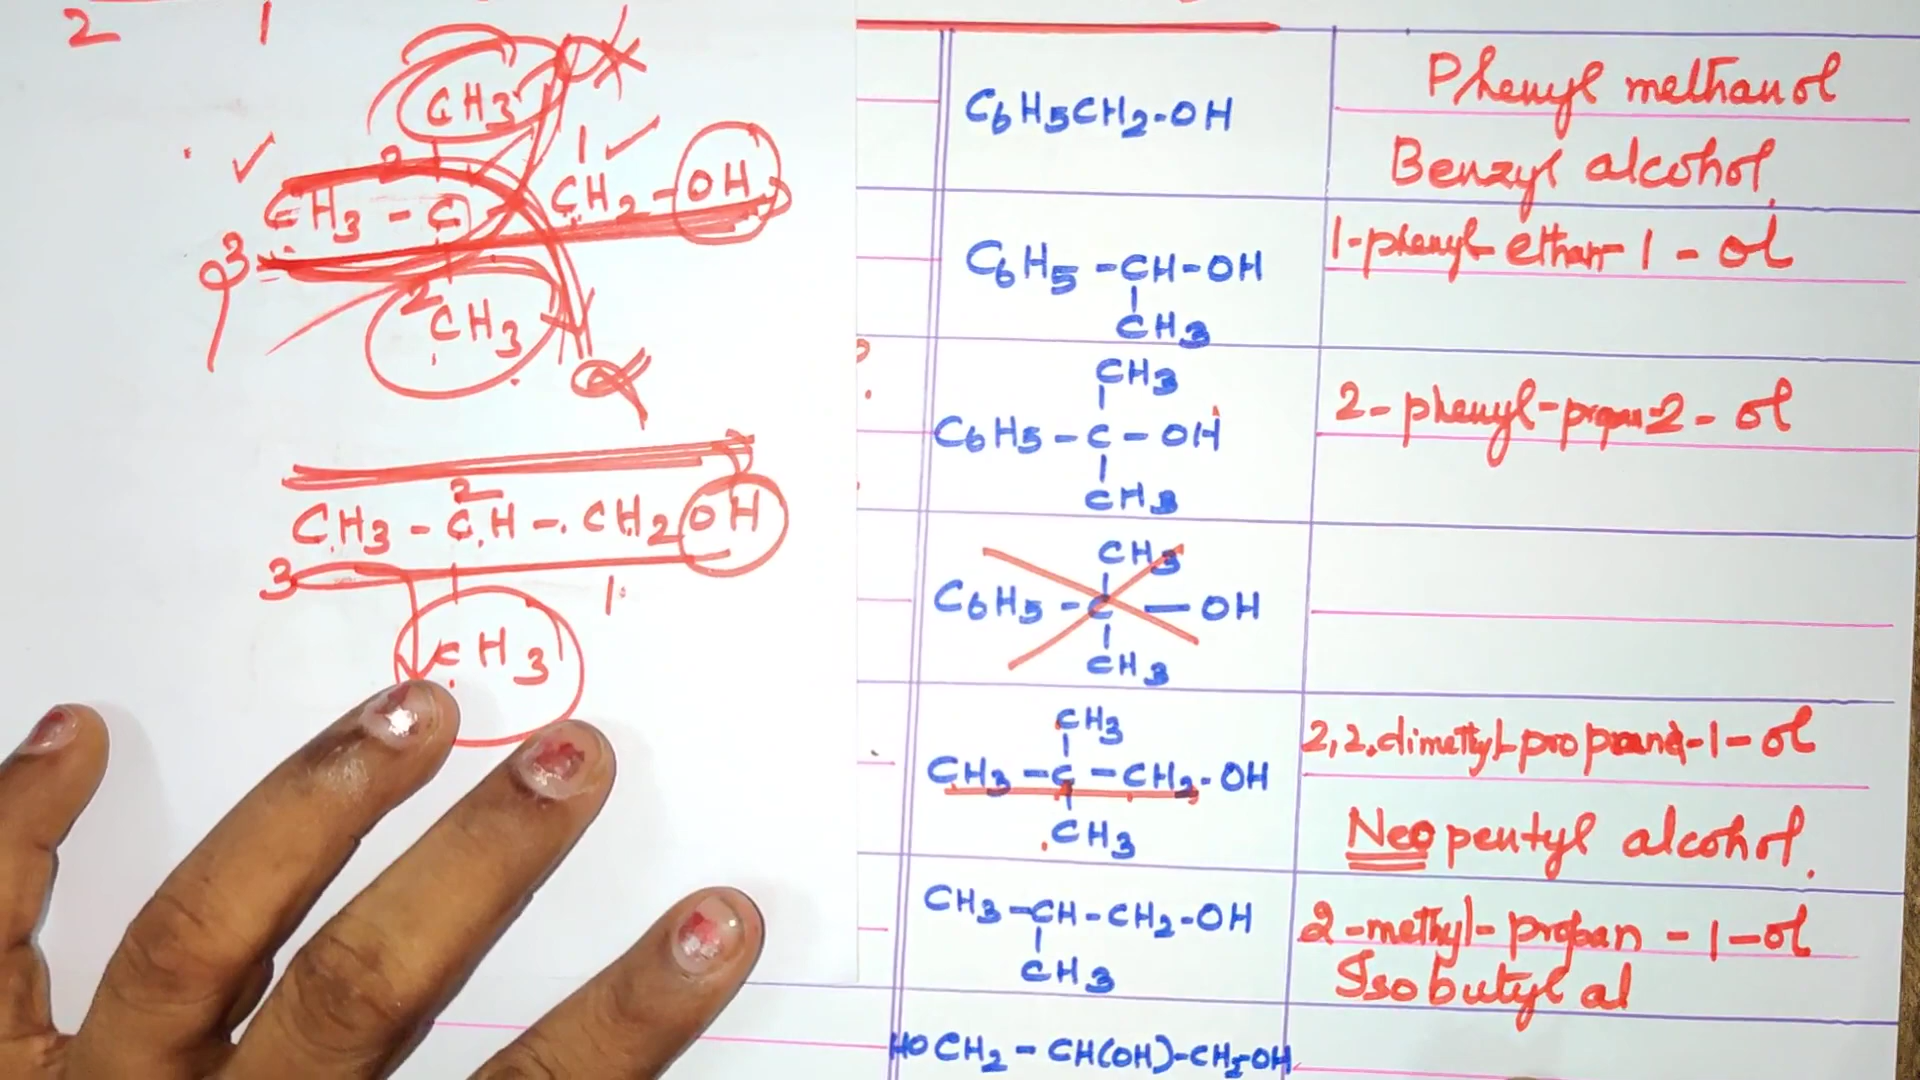 2 1
CH3
2 1
CH3 - C - CH2 - OH
3
2
CH3
2
CH3 - CH - CH2 OH
3 1
CH3
C6H5CH2-OH
Phenyl methanol
Benzyl alcohol
C6H5 -CH-OH
CH3
1-phenyl ethan-1-ol
CH3
C6H5-C-OH
CH3
2-phenyl-propan-2-ol
CH3
C6H5-C-OH
CH3
CH3
CH3-C-CH2-OH
CH3
2,2.dimethyl-
-1-ol
Neopentyl alcohol.
CH3-CH-CH2-OH
CH3
2-methyl-propan-1-ol
Isobutyl al
HOCH2-CH(OH)-CH2-OH